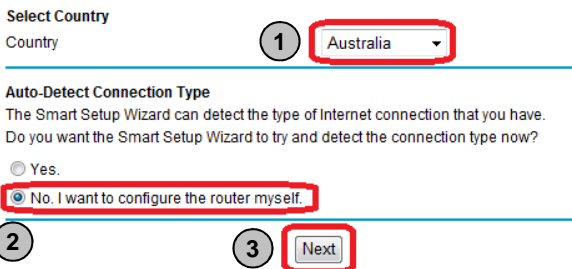 Select Country
Country 1 Australia
Auto-Detect Connection Type
The Smart Setup Wizard can detect the type of Internet connection that you have.
Do you want the Smart Setup Wizard to try and detect the connection type now?
Yes.
No. I want to configure the router myself.
2 3 Next